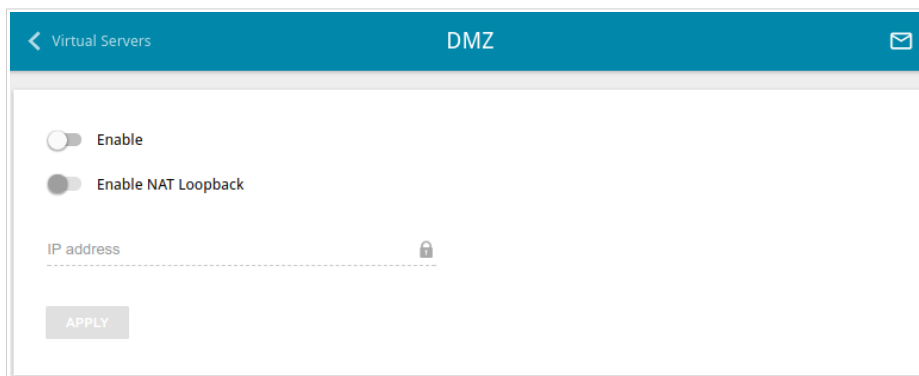 Virtual Servers
DMZ
Enable
Enable NAT Loopback
IP address
APPLY